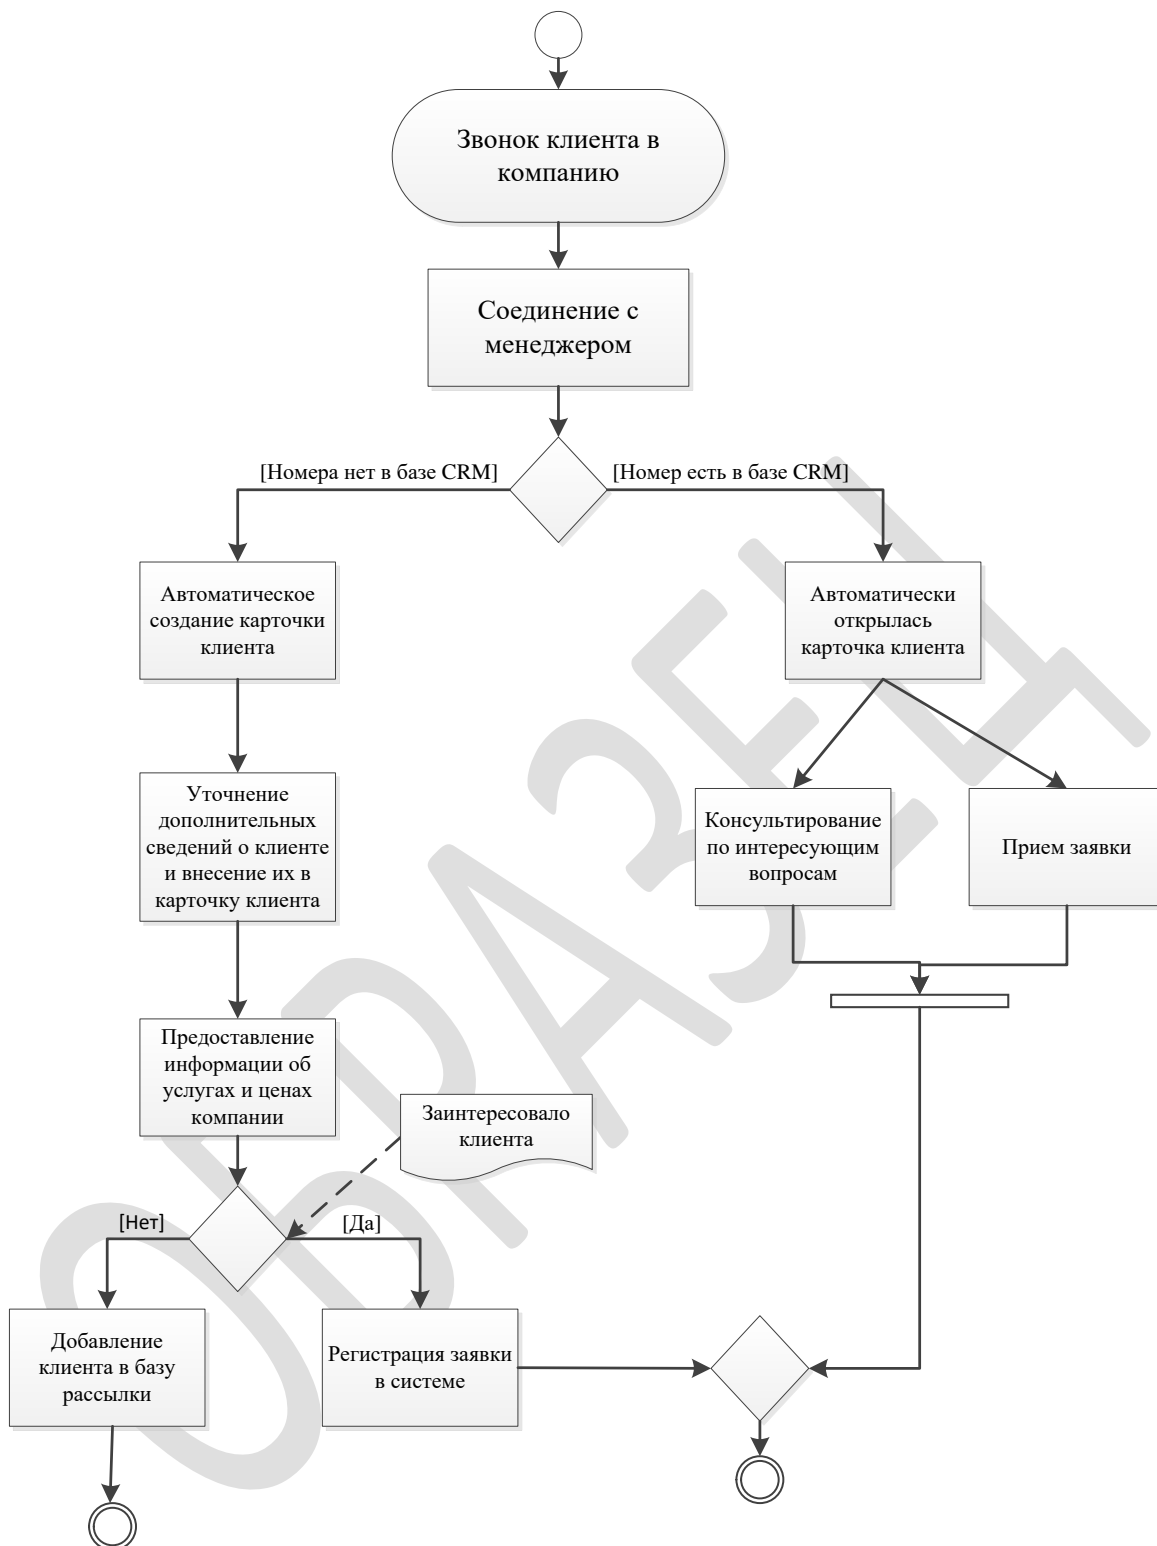 Звонок клиента в
компанию
Соединение с
менеджером
[Номера нет в базе CRM]
[Номер есть в базе CRM]
Автоматическое
создание карточки
клиента
Автоматически
открылась
карточка клиента
Уточнение
дополнительных
сведений о клиенте
и внесение их в
карточку клиента
Консультирование
по интересующим
вопросам
Прием заявки
Предоставление
информации об
услугах и ценах
компании
Заинтересовало
клиента
[Нет]
[Да]
Добавление
клиента в базу
рассылки
Регистрация заявки
в системе
ОБРАЗЕЦ